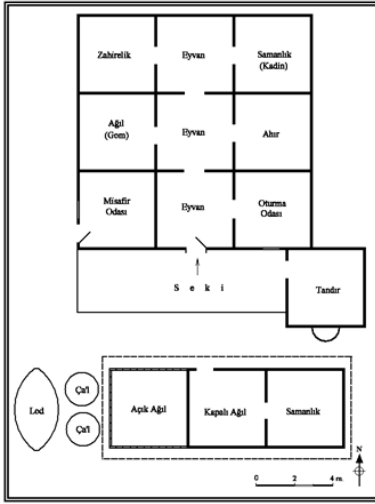 Zahirelik
Eyvan
Samanlık
(Kadin)
Ağıl
(Gom)
Eyvan
Ahır
Misafir
Odası
Eyvan
Oturma
Odası
S e k i
Tandır
Lod
Ça'l
Ça'l
Açık Ağıl
Kapalı Ağıl
Samanlık
N
0 2 4 m.